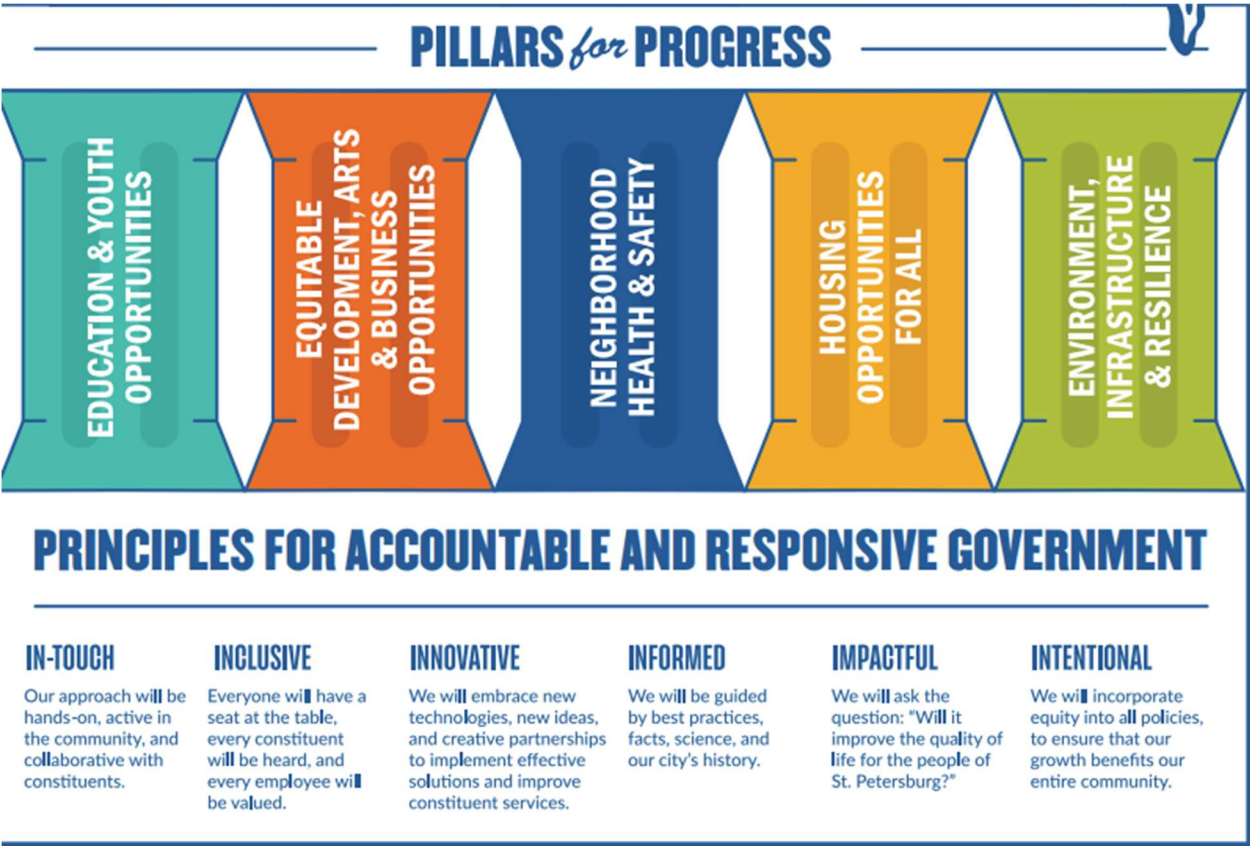 PILLARS for PROGRESS
EDUCATION & YOUTH
OPPORTUNITIES
EQUITABLE
DEVELOPMENT, ARTS
& BUSINESS
OPPORTUNITIES
NEIGHBORHOOD
HEALTH & SAFETY
HOUSING
OPPORTUNITIES
FOR ALL
ENVIRONMENT,
INFRASTRUCTURE
& RESILIENCE
PRINCIPLES FOR ACCOUNTABLE AND RESPONSIVE GOVERNMENT
IN-TOUCH
Our approach will be
hands-on, active in
the community, and
collaborative with
constituents.
INCLUSIVE
Everyone will have a
seat at the table,
every constituent
will be heard, and
every employee will
be valued.
INNOVATIVE
We will embrace new
technologies, new ideas,
and creative partnerships
to implement effective
solutions and improve
constituent services.
INFORMED
We will be guided
by best practices,
facts, science, and
our city's history.
IMPACTFUL
We will ask the
question: "Will it
improve the quality of
life for the people of
St. Petersburg?"
INTENTIONAL
We will incorporate
equity into all policies,
to ensure that our
growth benefits our
entire community.